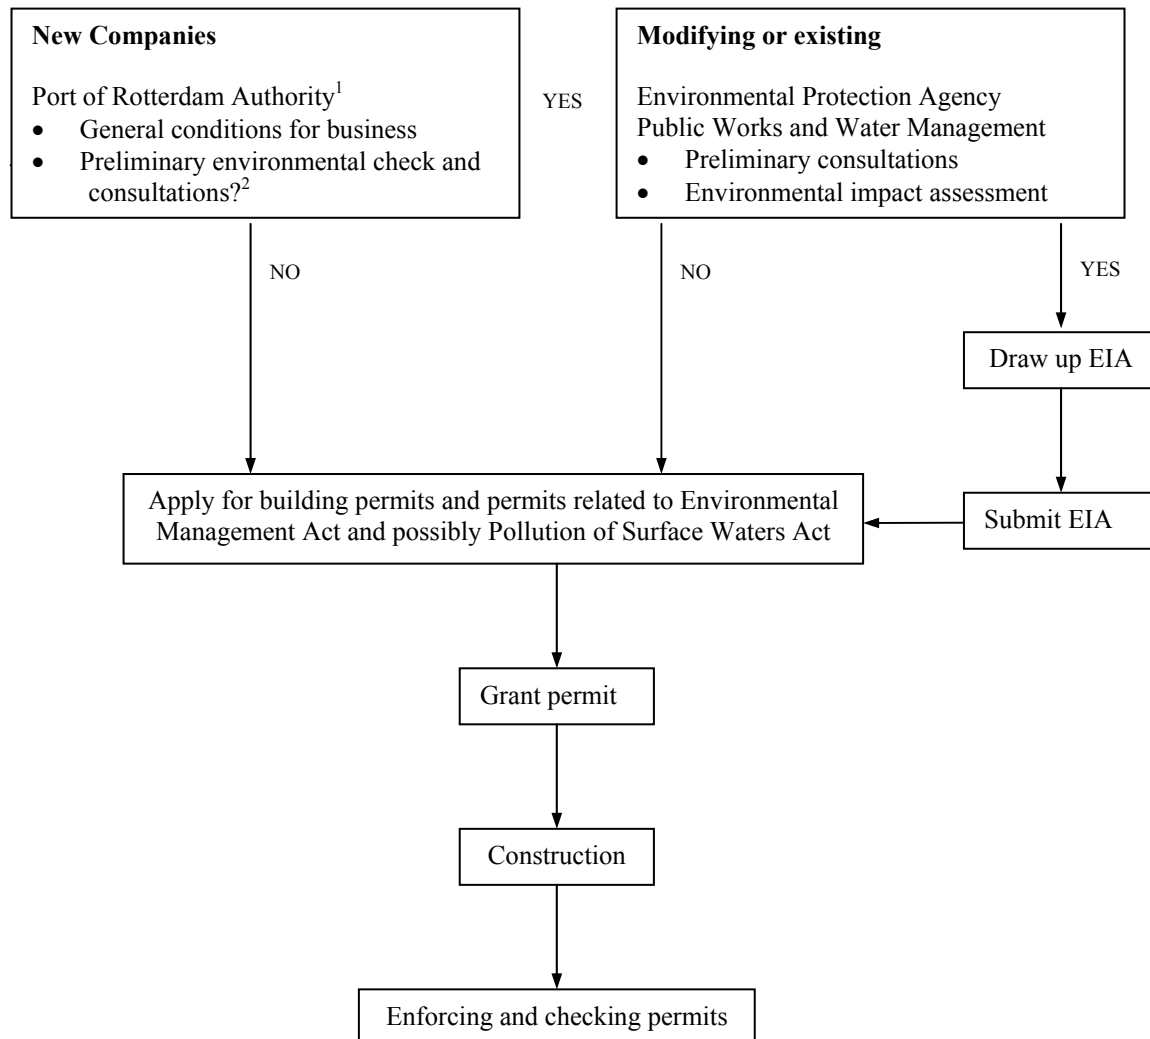 New Companies
Port of Rotterdam Authority1
• General conditions for business
• Preliminary environmental check and
consultations?2
YES
Modifying or existing
Environmental Protection Agency
Public Works and Water Management
• Preliminary consultations
• Environmental impact assessment
NO
NO
YES
Draw up EIA
Apply for building permits and permits related to Environmental
Management Act and possibly Pollution of Surface Waters Act
Submit EIA
Grant permit
Construction
Enforcing and checking permits